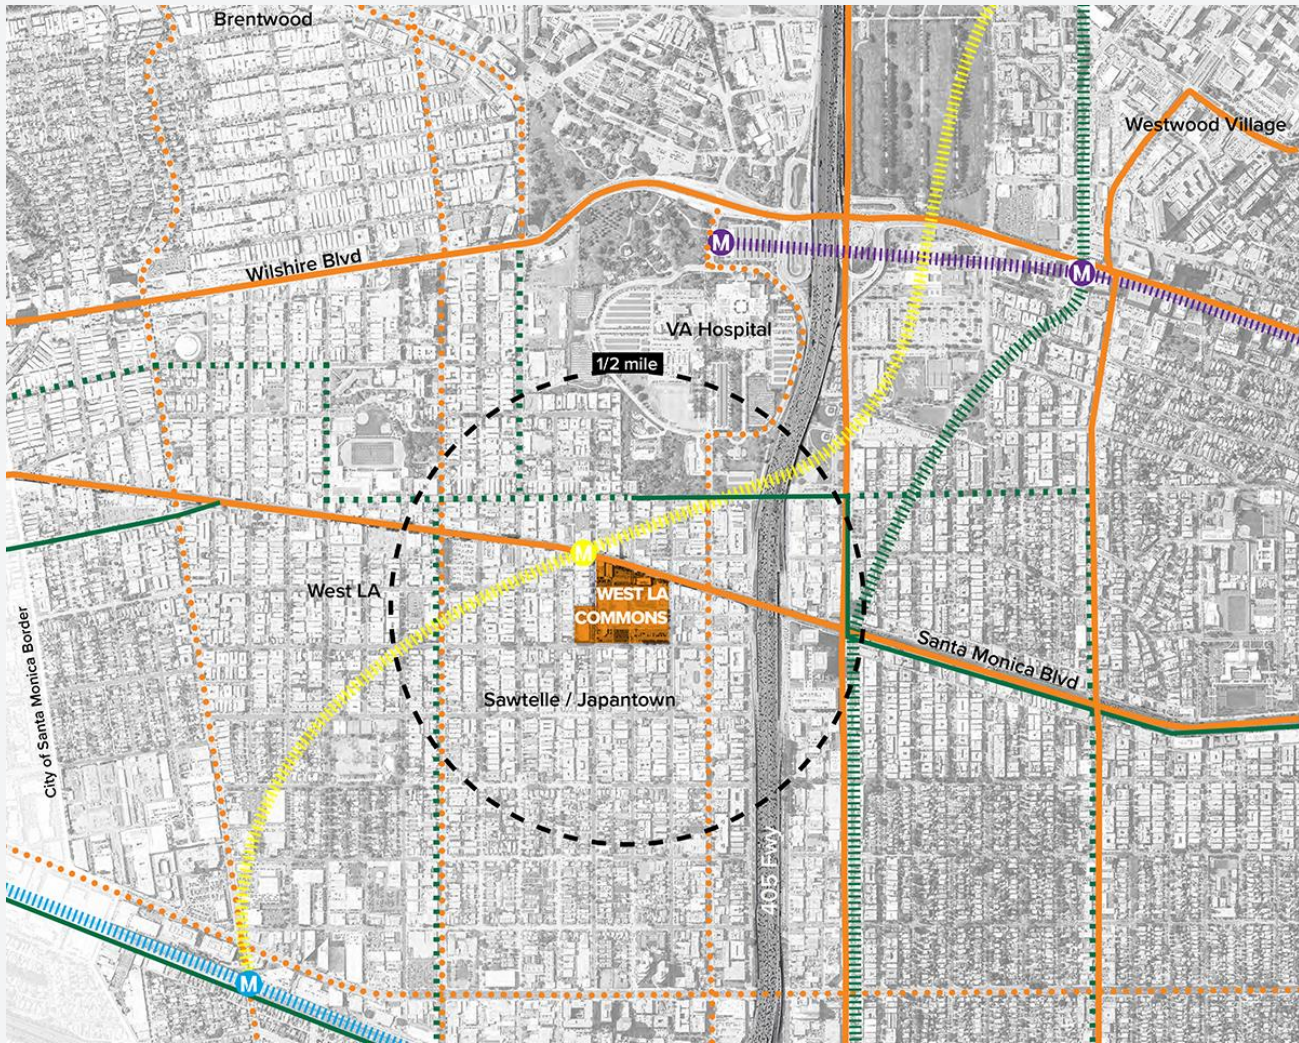 Brentwood
Westwood Village
M
Wilshire Blvd
M
VA Hospital
1/2 mile
M
West LA
WEST LA
COMMONS
City of Santa Monica Border
Santa Monica Blvd
Sawtelle / Japantown
405 Fwy
M